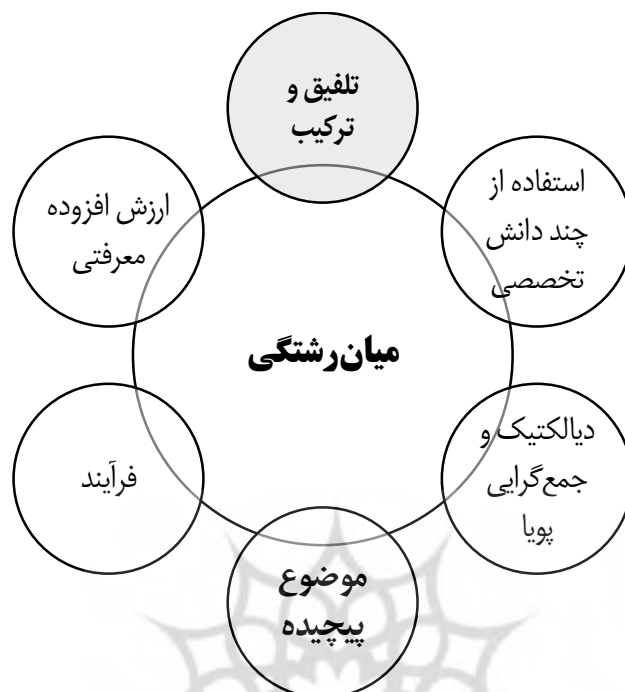 تلفیق و
ترکیب
استفاده از
چند دانش
تخصصی
ارزش افزوده
معرفتی
میان‌رشتگی
دیالکتیک و
جمع‌گرایی
پویا
فرآیند
موضوع
پیچیده